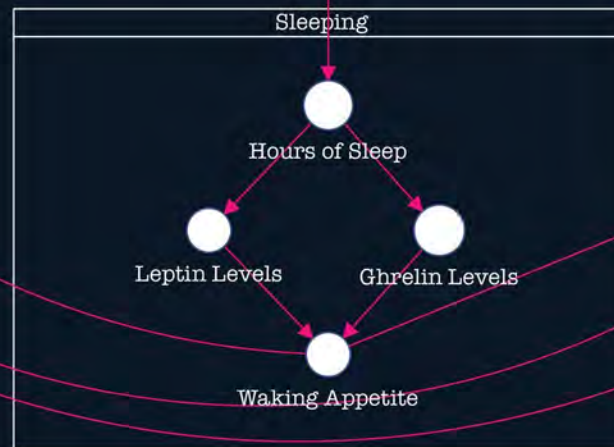 Sleeping
Hours of Sleep
Leptin Levels
Ghrelin Levels
Waking Appetite